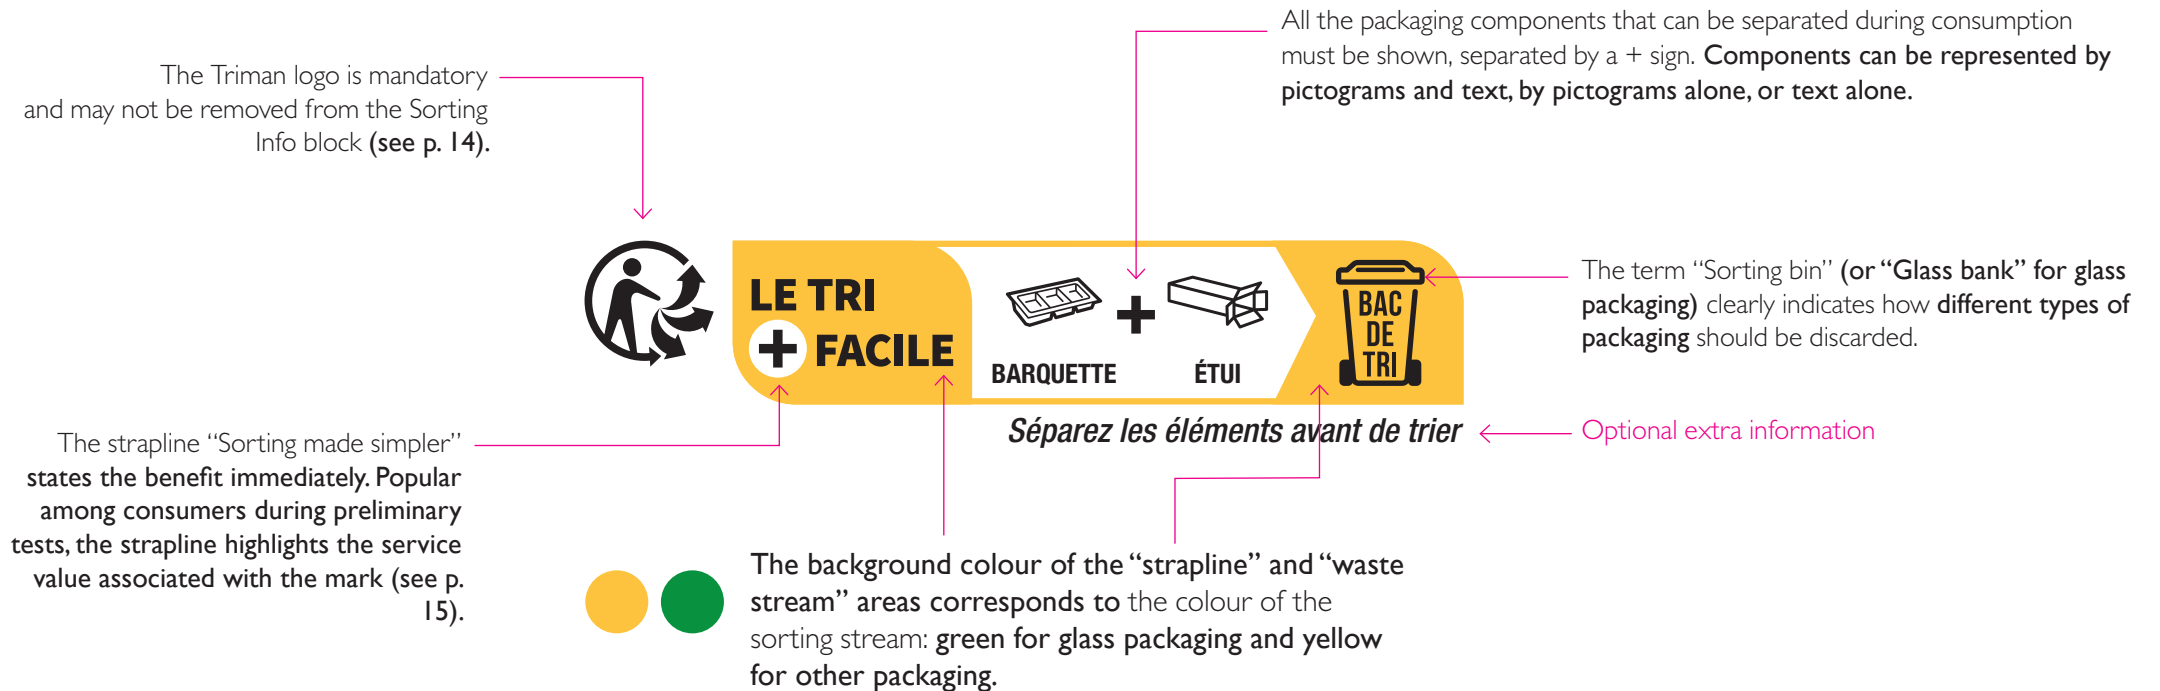 All the packaging components that can be separated during consumption
must be shown, separated by a + sign. Components can be represented by
pictograms and text, by pictograms alone, or text alone.
The Triman logo is mandatory
and may not be removed from the Sorting
Info block (see p. 14).
LE TRI
+ FACILE
BARQUETTE
+
ÉTUI
BAC
DE
TRI
Séparez les éléments avant de trier
The term “Sorting bin” (or “Glass bank” for glass
packaging) clearly indicates how different types of
packaging should be discarded.
Optional extra information
The strapline “Sorting made simpler”
states the benefit immediately. Popular
among consumers during preliminary
tests, the strapline highlights the service
value associated with the mark (see p.
15).
The background colour of the “strapline” and “waste
stream” areas corresponds to the colour of the
sorting stream: green for glass packaging and yellow
for other packaging.